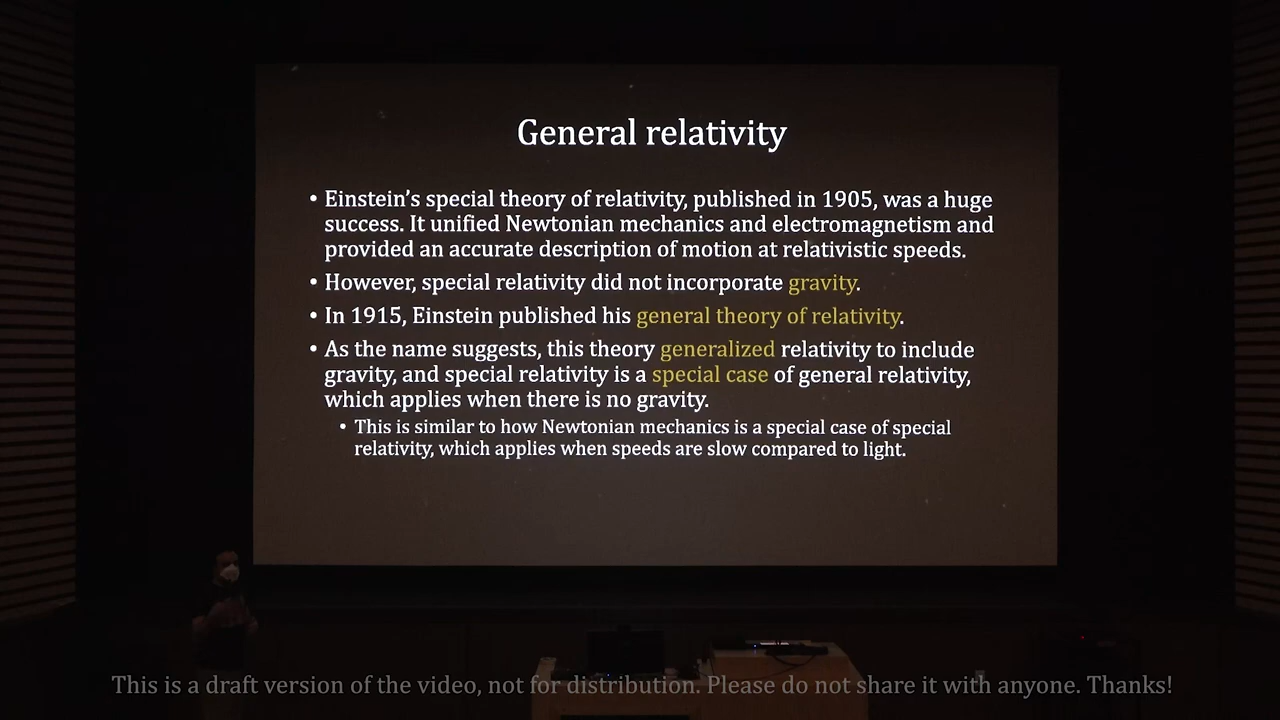 General relativity
• Einstein’s special theory of relativity, published in 1905, was a huge
success. It unified Newtonian mechanics and electromagnetism and
provided an accurate description of motion at relativistic speeds.
• However, special relativity did not incorporate gravity.
• In 1915, Einstein published his general theory of relativity.
• As the name suggests, this theory generalized relativity to include
gravity, and special relativity is a special case of general relativity,
which applies when there is no gravity.
• This is similar to how Newtonian mechanics is a special case of special
relativity, which applies when speeds are slow compared to light.
This is a draft version of the video, not for distribution. Please do not share it with anyone. Thanks!